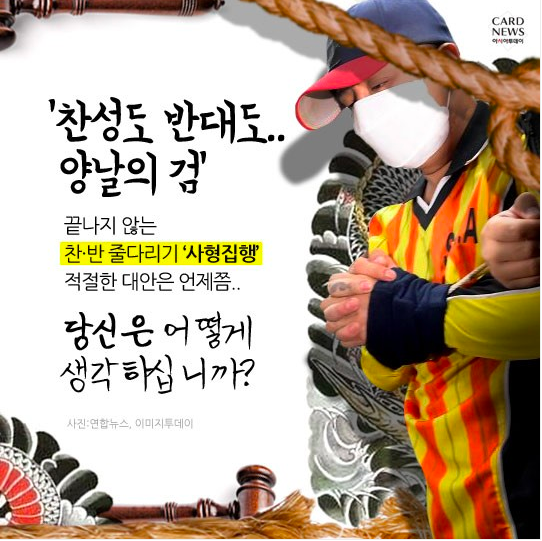 CARD
NEWS
아시아투데이
'찬성도 반대도..
양날의 검'
끝나지 않는
찬·반 줄다리기 ‘사형집행’
적절한 대안은 언제쯤..
당신은 어떻게
생각하십니까?
사진:연합뉴스, 이미지투데이